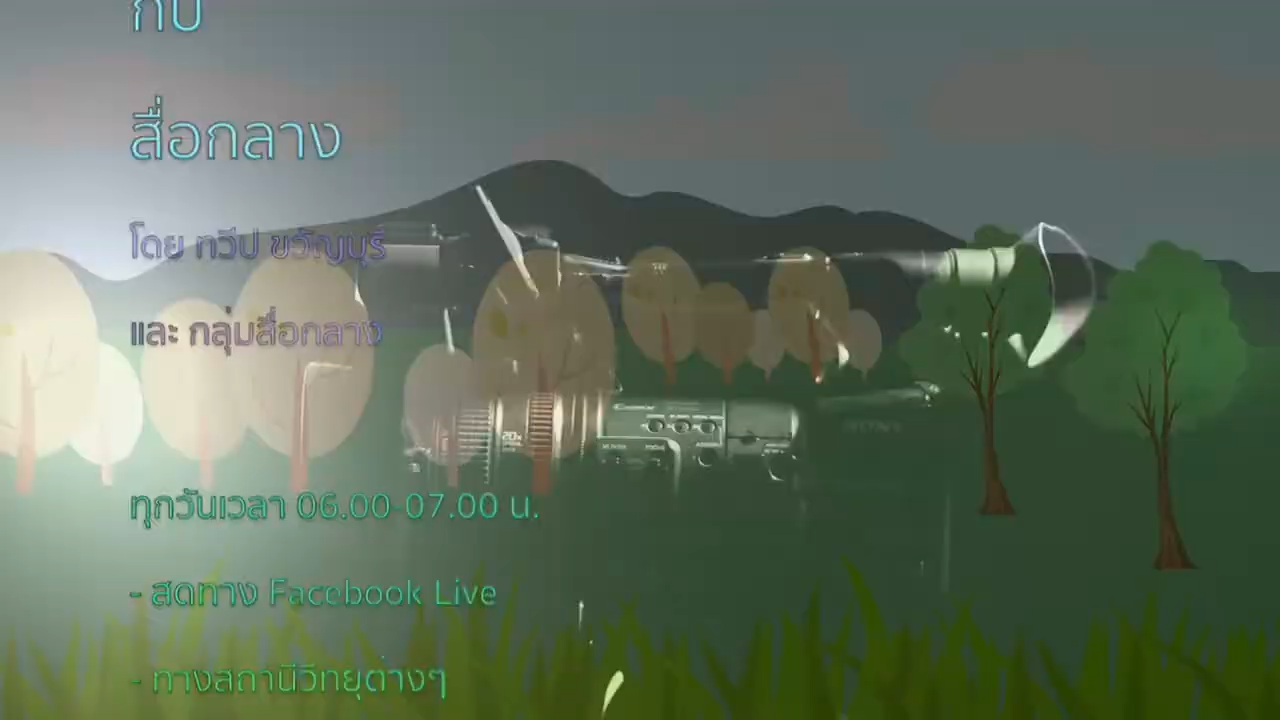 กับ
สื่อกลาง
โดย ทวีป ขวัญบุรี
และ กลุ่มสื่อกลาง
20x
ทุกวันเวลา 06.00-07.00 น.
- สดทาง Facebook Live
- ทางสถานีวิทยุต่างๆ